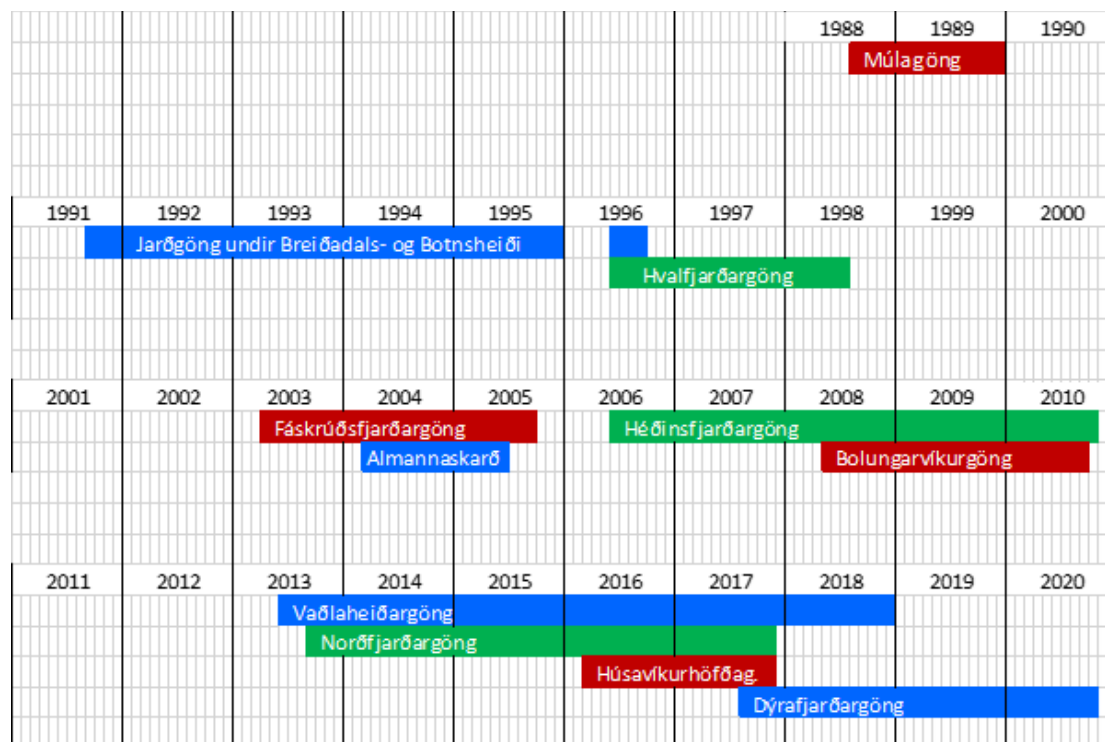 1988 1989 1990
Múlagöng
1991 1992 1993 1994 1995 1996 1997 1998 1999 2000
Jarðgöng undir Breiðadals- og Botnsheiði
Hvalfjarðargöng
2001 2002 2003 2004 2005 2006 2007 2008 2009 2010
Fáskrúðsfjarðargöng Héðinsfjarðargöng
Almannaskarð Bolungarvíkurgöng
2011 2012 2013 2014 2015 2016 2017 2018 2019 2020
Vaðlaheiðargöng
Norðfjarðargöng
Húsavíkurhöfðag.
Dýrafjarðargöng